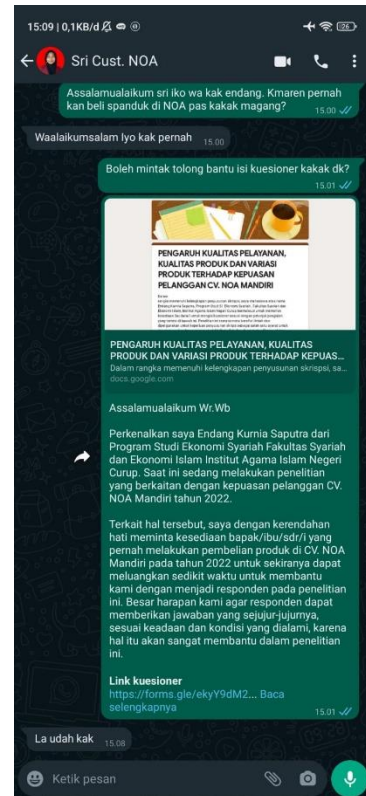 15:09 | 0,1KB/d
26
Sri Cust. NOA
Assalamualaikum sri iko wa kak endang. Kmaren pernah
kan beli spanduk di NOA pas kakak magang?
15.00
Waalaikumsalam Iyo kak pernah
15.00
Boleh mintak tolong bantu isi kuesioner kakak dk?
15.01
PENGARUH KUALITAS PELAYANAN,
KUALITAS PRODUK DAN VARIASI
PRODUK TERHADAP KEPUASAN
PELANGGAN CV. NOA MANDIRI
PENGARUH KUALITAS PELAYANAN, KUALITAS
PRODUK DAN VARIASI PRODUK TERHADAP KEPUAS...
Dalam rangka memenuhi kelengkapan penyusunan skripsi, sa...
docs.google.com
Assalamualaikum Wr.Wb
Perkenalkan saya Endang Kurnia Saputra dari
Program Studi Ekonomi Syariah Fakultas Syariah
dan Ekonomi Islam Institut Agama Islam Negeri
Curup. Saat ini sedang melakukan penelitian
yang berkaitan dengan kepuasan pelanggan CV.
NOA Mandiri tahun 2022.
Terkait hal tersebut, saya dengan kerendahan
hati meminta kesediaan bapak/ibu/sdr/i yang
pernah melakukan pembelian produk di CV. NOA
Mandiri pada tahun 2022 untuk sekiranya dapat
meluangkan sedikit waktu untuk membantu
kami dengan menjadi responden pada penelitian
ini. Besar harapan kami agar responden dapat
memberikan jawaban yang sejujur-jujurnya,
sesuai keadaan dan kondisi yang dialami, karena
hal itu akan sangat membantu dalam penelitian
ini.
Link kuesioner
https://forms.gle/ekyY9dM2... Baca
selengkapnya
15.01
La udah kak
15.08
Ketik pesan